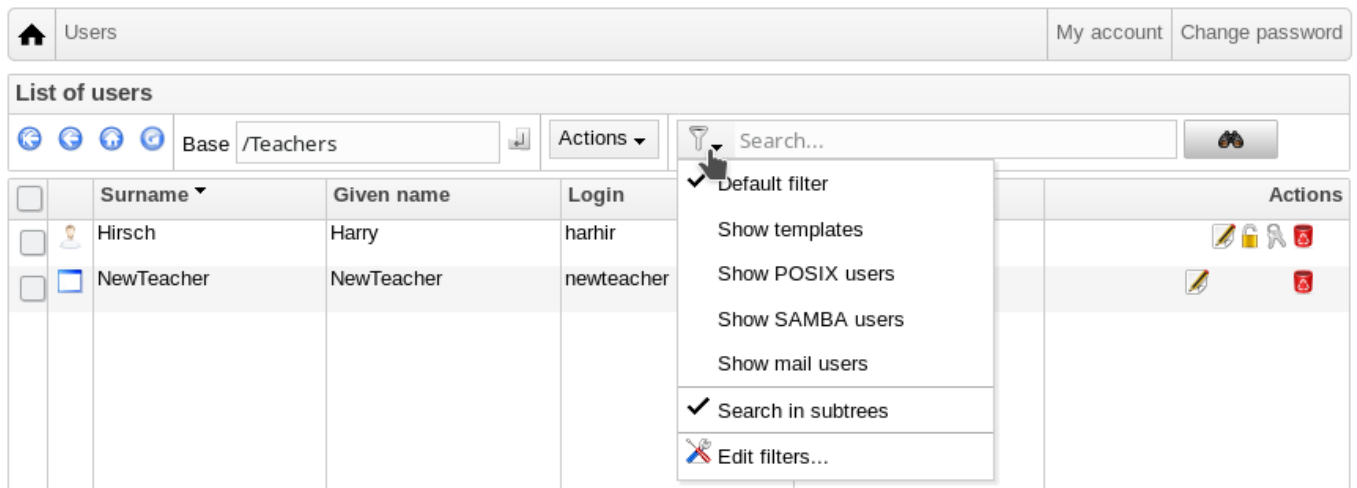 Users My account Change password
List of users
Base /Teachers Actions Search...
Surname Given name Login Actions
Hirsch Harry harhir
NewTeacher NewTeacher newteacher
Default filter
Show templates
Show POSIX users
Show SAMBA users
Show mail users
Search in subtrees
Edit filters...